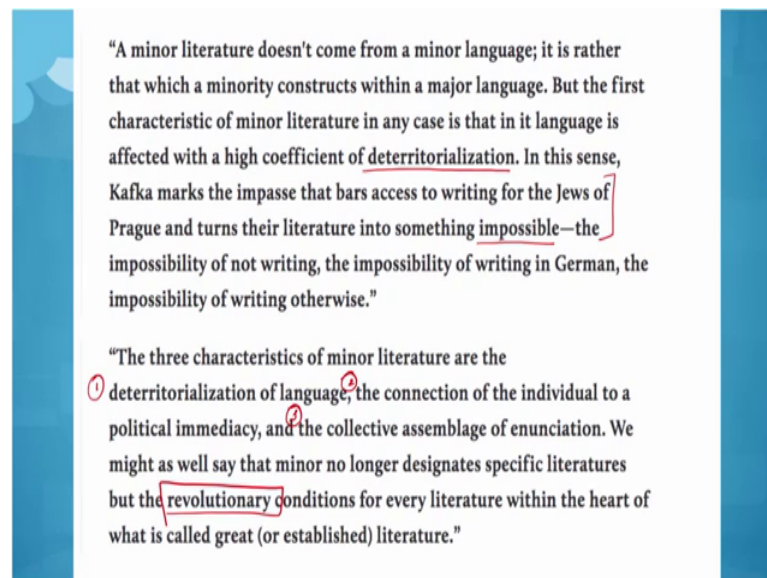 “A minor literature doesn't come from a minor language; it is rather
that which a minority constructs within a major language. But the first
characteristic of minor literature in any case is that in it language is
affected with a high coefficient of deterritorialization. In this sense,
Kafka marks the impasse that bars access to writing for the Jews of
Prague and turns their literature into something impossible—the
impossibility of not writing, the impossibility of writing in German, the
impossibility of writing otherwise.”
“The three characteristics of minor literature are the
1 deterritorialization of language, 2 the connection of the individual to a
political immediacy, and 3 the collective assemblage of enunciation. We
might as well say that minor no longer designates specific literatures
but the revolutionary conditions for every literature within the heart of
what is called great (or established) literature.”